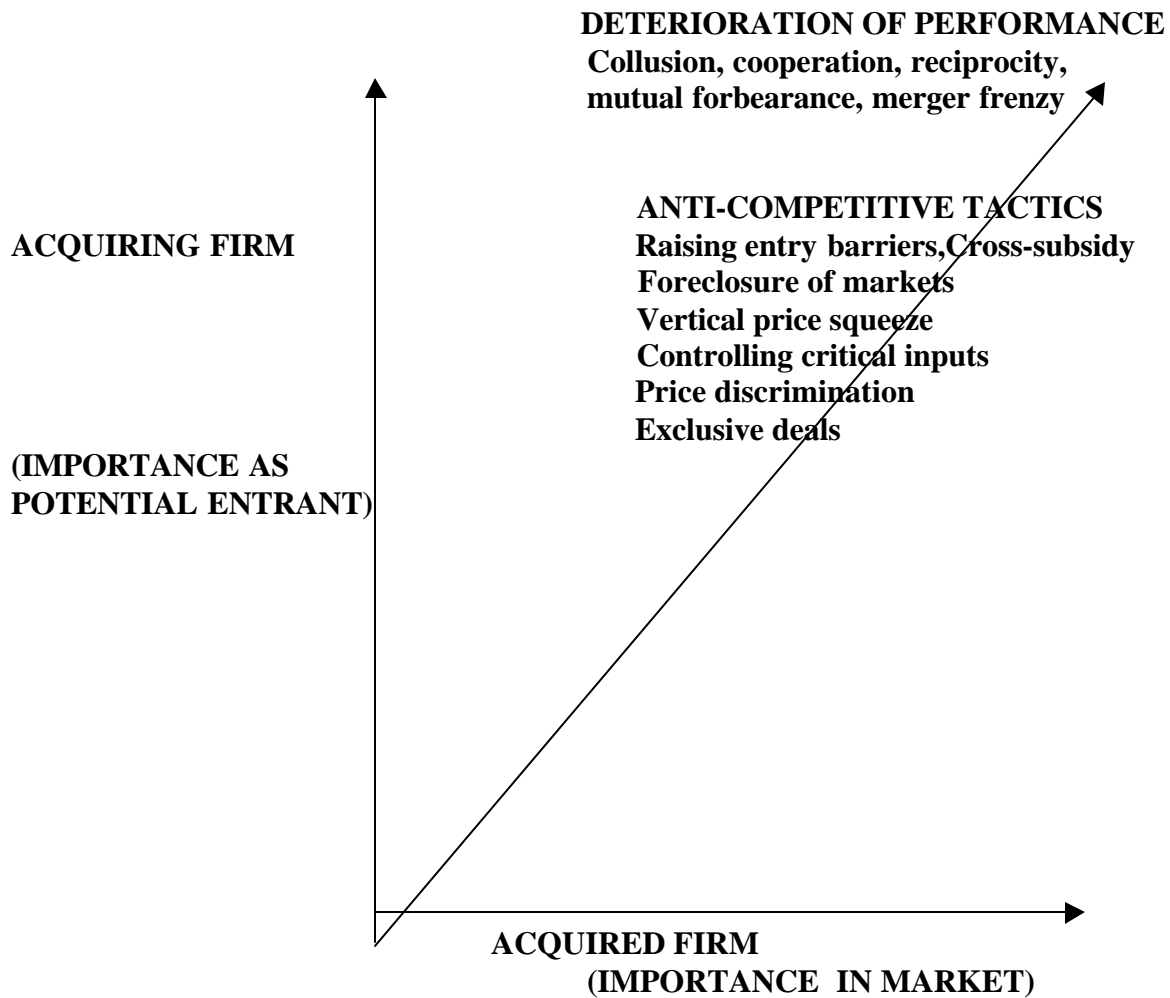 DETERIORATION OF PERFORMANCE
Collusion, cooperation, reciprocity,
mutual forbearance, merger frenzy
ANTI-COMPETITIVE TACTICS
ACQUIRING FIRM
Raising entry barriers,Cross-subsidy
Foreclosure of markets
Vertical price squeeze
Controlling critical inputs
Price discrimination
Exclusive deals
(IMPORTANCE AS
POTENTIAL ENTRANT)
ACQUIRED FIRM
(IMPORTANCE IN MARKET)